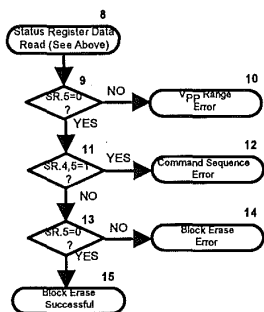 8
Status Register Data
Read (See Above)
9
SR.5=0
?
NO
10
VPP Range
Error
YES
11
SR.4,5=1
?
YES
12
Command Sequence
Error
NO
13
SR.5=0
?
NO
14
Block Erase
Error
YES
15
Block Erase
Successful